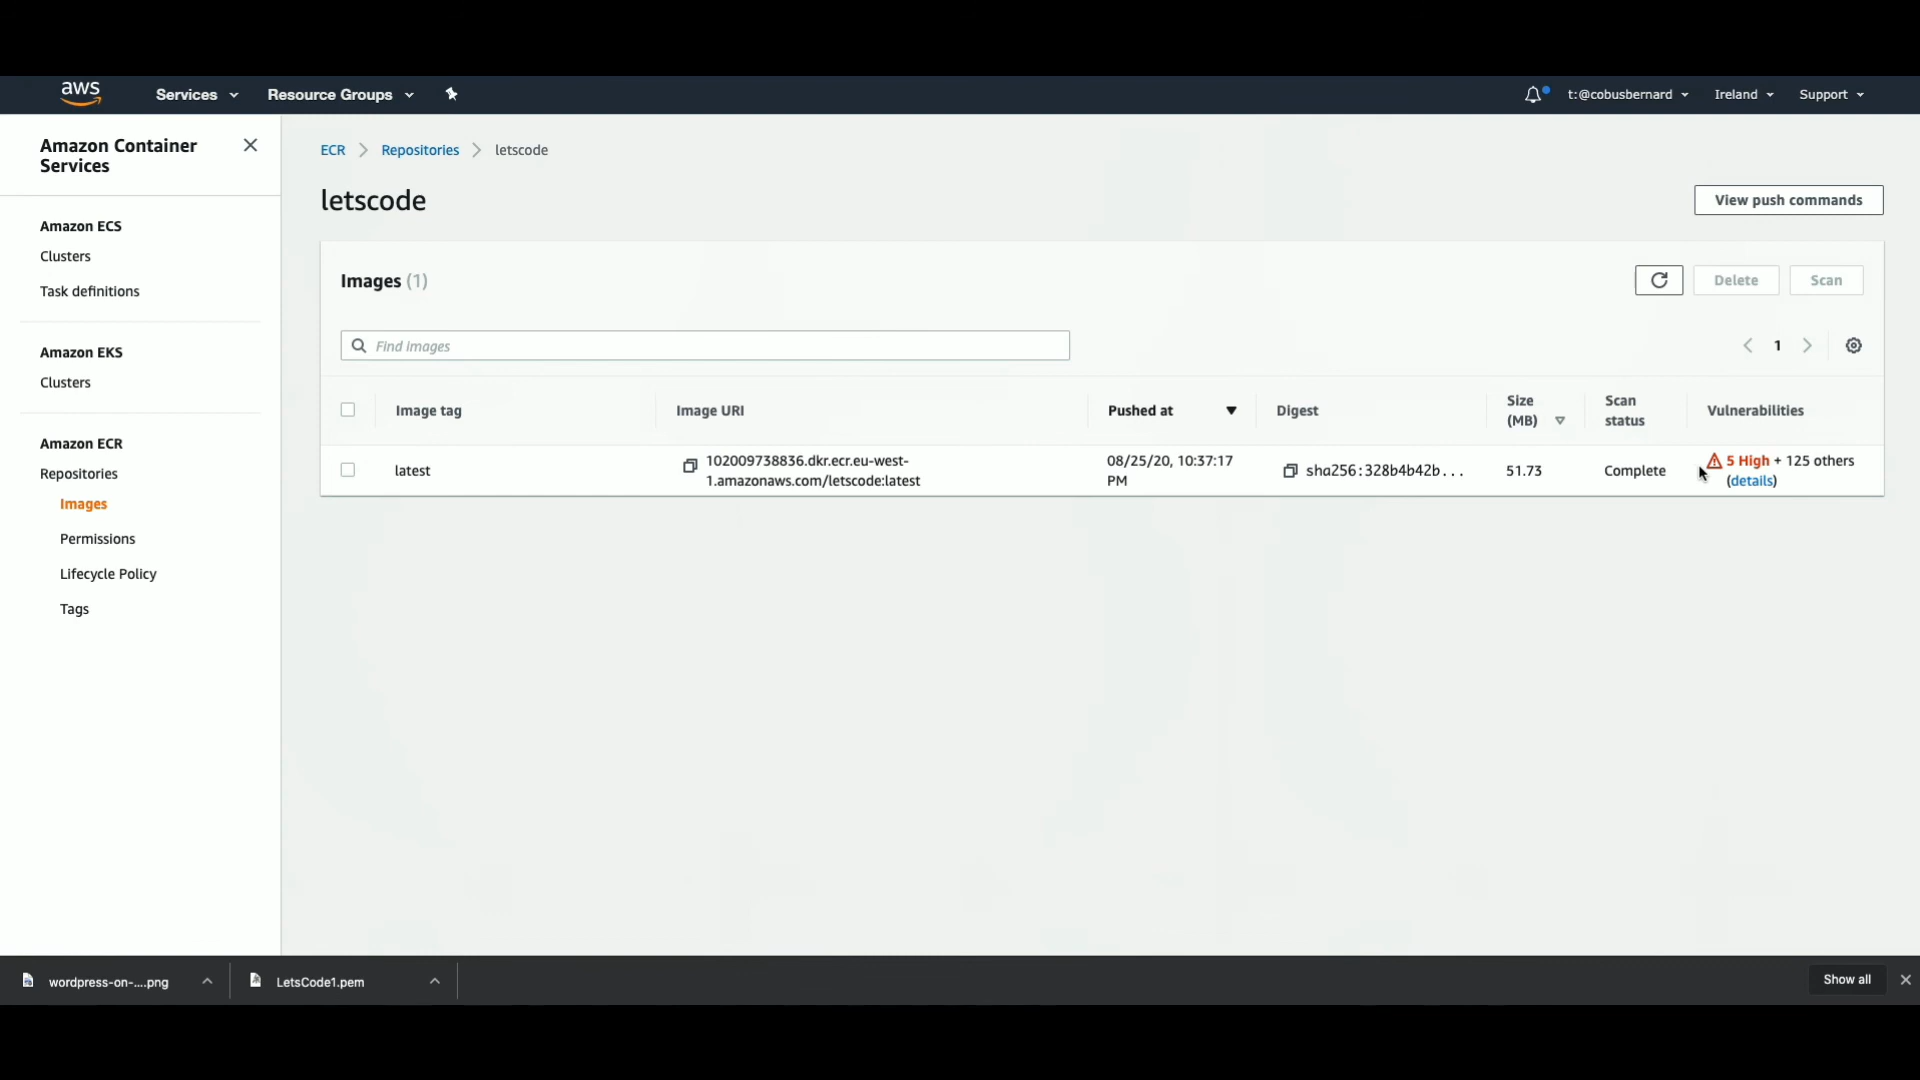 aws
Services
Resource Groups
t:@cobusbernard
Ireland
Support
Amazon Container
Services
Amazon ECS
Clusters
Task definitions
Amazon EKS
Clusters
Amazon ECR
Repositories
Images
Permissions
Lifecycle Policy
Tags
ECR
Repositories
letscode
letscode
View push commands
Images (1)
Delete
Scan
Find images
1
Image tag
Image URI
Pushed at
Digest
Size
(MB)
Scan
status
Vulnerabilities
latest
102009738836.dkr.ecr.eu-west-
1.amazonaws.com/letscode:latest
08/25/20, 10:37:17
PM
sha256:328b4b42b...
51.73
Complete
5 High + 125 others
(details)
wordpress-on-....png
LetsCode1.pem
Show all